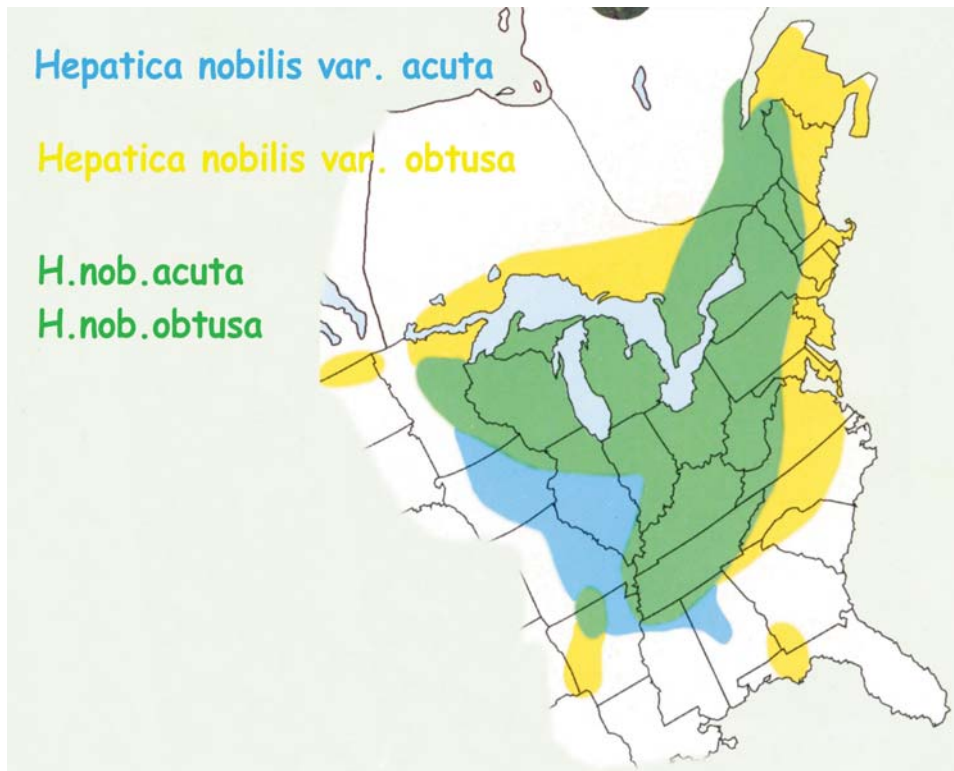 Hepatica nobilis var. acuta
Hepatica nobilis var. obtusa
H.nob.acuta
H.nob.obtusa